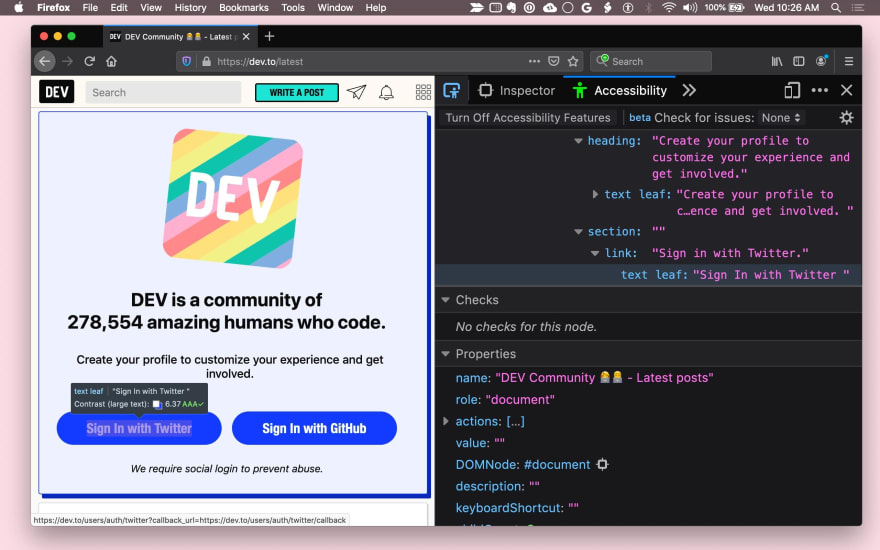 Firefox File Edit View History Bookmarks Tools Window Help 100% Wed 10:26 AM
DEV DEV Community 👩‍💻👨‍💻 - Latest p
https://dev.to/latest
Search
DEV
Search
WRITE A POST
DEV
DEV is a community of
278,554 amazing humans who code.
Create your profile to customize your experience and get
involved.
text leaf "Sign In with Twitter "
Contrast (large text): 6.37 AAA✓
Sign In with Twitter
Sign In with GitHub
We require social login to prevent abuse.
https://dev.to/users/auth/twitter?callback_url=https://dev.to/users/auth/twitter/callback
Inspector Accessibility
Turn Off Accessibility Features beta Check for issues: None
heading: "Create your profile to
customize your experience and
get involved."
text leaf: "Create your profile to
c…ence and get involved. "
section: ""
link: "Sign in with Twitter."
text leaf: "Sign In with Twitter "
Checks
No checks for this node.
Properties
name: "DEV Community 👩‍💻👨‍💻 - Latest posts"
role: "document"
actions: […]
value: ""
DOMNode: #document
description: ""
keyboardShortcut: ""